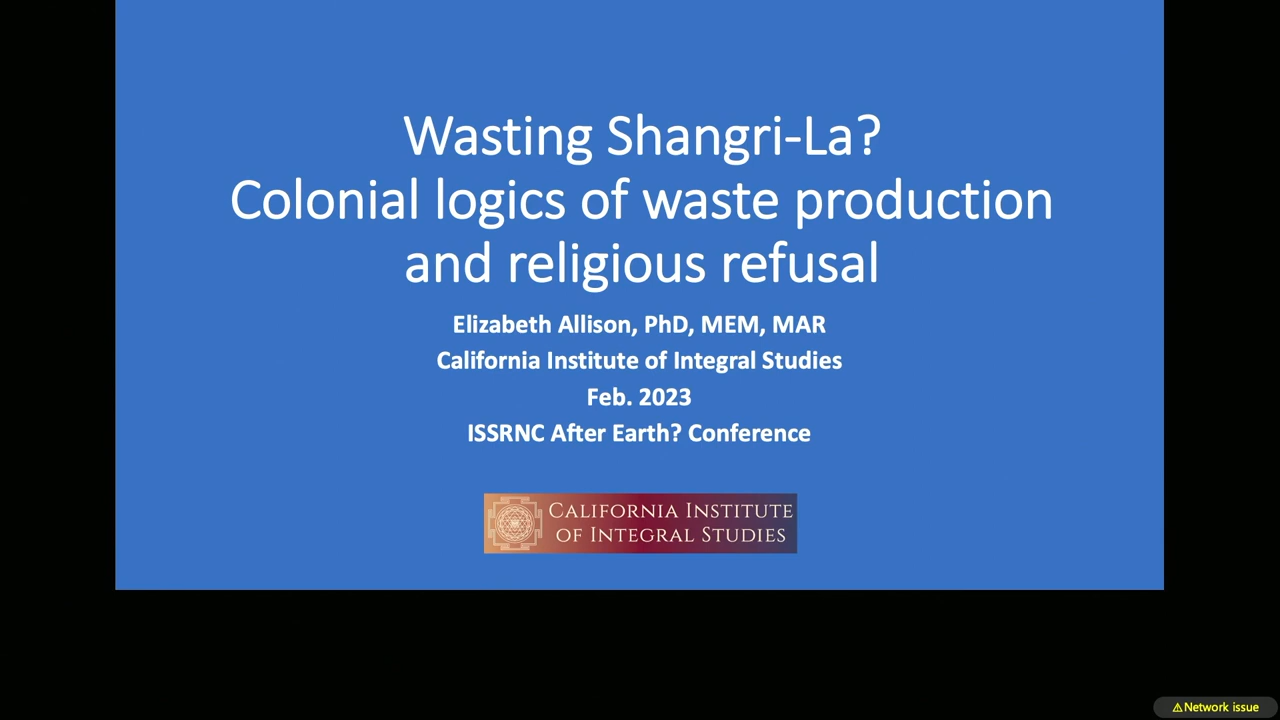 Wasting Shangri-La?
Colonial logics of waste production
and religious refusal
Elizabeth Allison, PhD, MEM, MAR
California Institute of Integral Studies
Feb. 2023
ISSRNC After Earth? Conference
CALIFORNIA INSTITUTE
OF INTEGRAL STUDIES
⚠Network issue